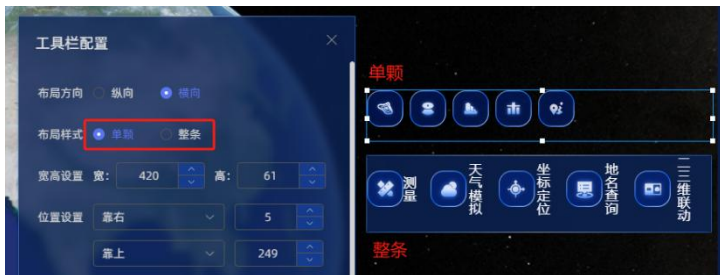 工具栏配置
布局方向 纵向 横向
布局样式 单颗 整条
宽高设置 宽: 420 高: 61
位置设置 靠右 5
靠上 249
单颗
测量 天气模拟 坐标定位 地名查询 二三维联动
整条